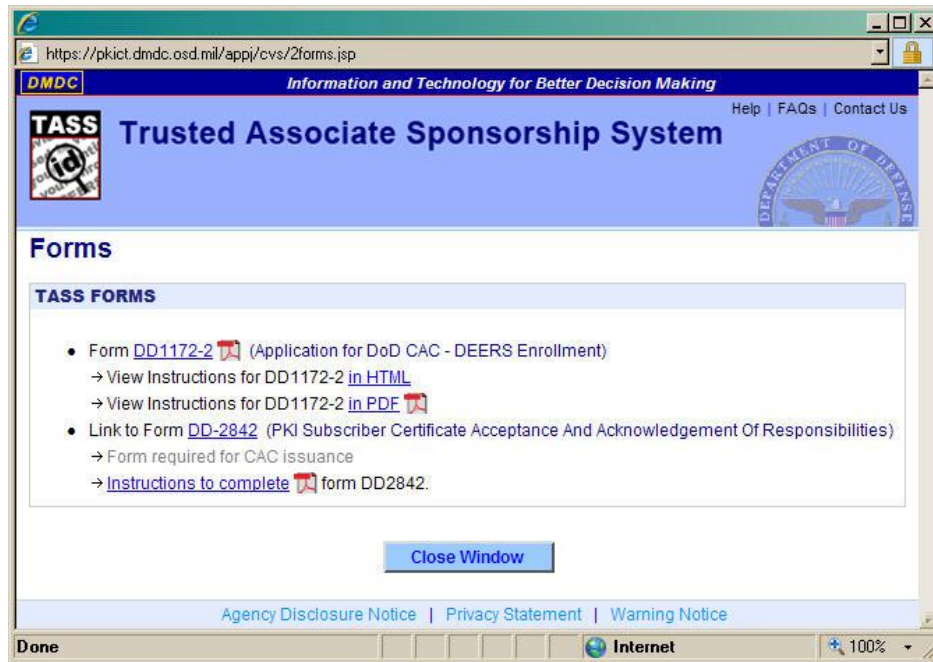 https://pkict.dmdc.osd.mil/appj/cvs/2forms.jsp
DMDC
Information and Technology for Better Decision Making
Help | FAQs | Contact Us
TASS
id
Trusted Associate Sponsorship System
DEPARTMENT OF DEFENSE
Forms
TASS FORMS
Form DD1172-2 (Application for DoD CAC - DEERS Enrollment)
→ View Instructions for DD1172-2 in HTML
→ View Instructions for DD1172-2 in PDF
Link to Form DD-2842 (PKI Subscriber Certificate Acceptance And Acknowledgement Of Responsibilities)
→ Form required for CAC issuance
→ Instructions to complete form DD2842.
Close Window
Agency Disclosure Notice | Privacy Statement | Warning Notice
Done
Internet
100%